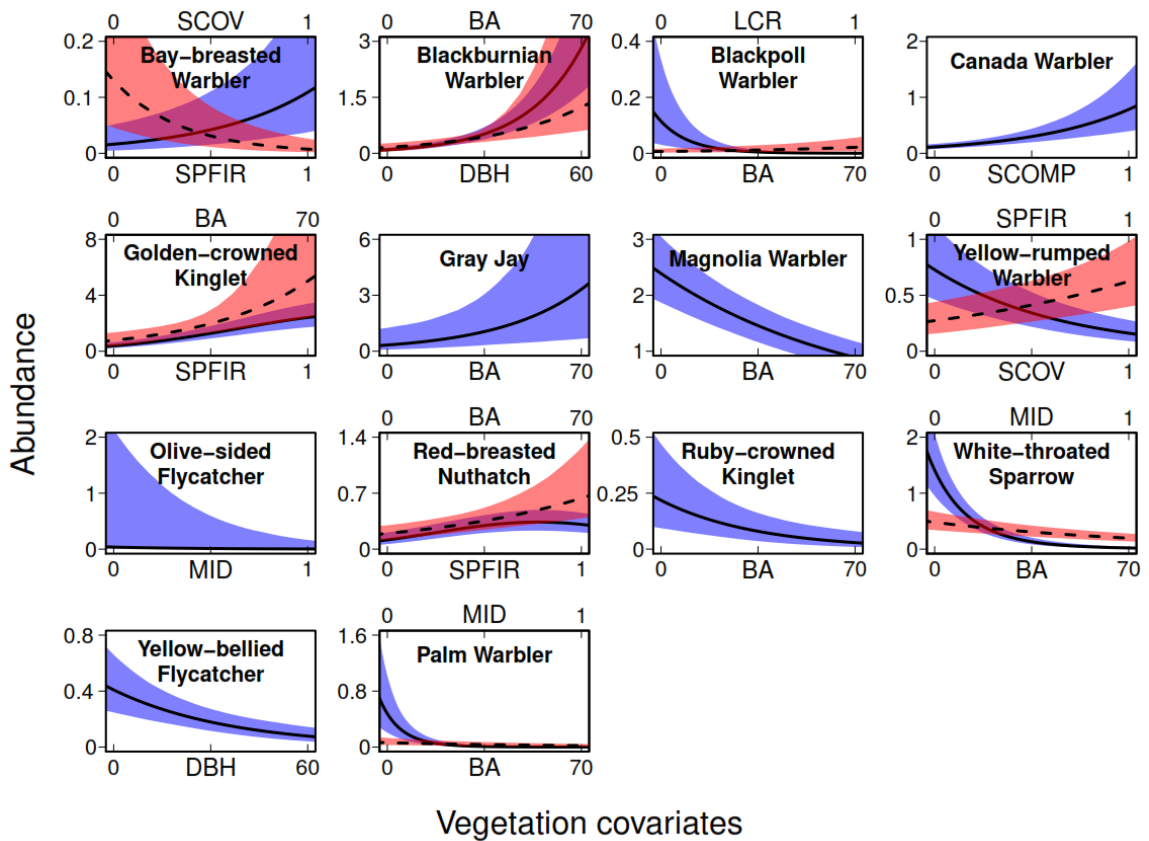 0 SCOV 1
0 BA 70
0 LCR 1
0.2
0.1
0
Bay−breasted
Warbler
0 SPFIR 1
3
1.5
0
Blackburnian
Warbler
0 DBH 60
0.4
0.2
0
Blackpoll
Warbler
0 BA 70
2
1
0
Canada Warbler
0 SCOMP 1
0 BA 70
0 SPFIR 1
8
4
0
Golden−crowned
Kinglet
0 SPFIR 1
6
3
0
Gray Jay
0 BA 70
3
2
1
Magnolia Warbler
0 BA 70
1
0.5
0
Yellow−rumped
Warbler
0 SCOV 1
Abundance
0 BA 70
0 MID 1
2
1
0
Olive−sided
Flycatcher
0 MID 1
1.4
0.7
0
Red−breasted
Nuthatch
0 SPFIR 1
0.5
0.25
0
Ruby−crowned
Kinglet
0 BA 70
2
1
0
White−throated
Sparrow
0 BA 70
0 MID 1
0.8
0.4
0
Yellow−bellied
Flycatcher
0 DBH 60
1.6
0.8
0
Palm Warbler
0 BA 70
Vegetation covariates